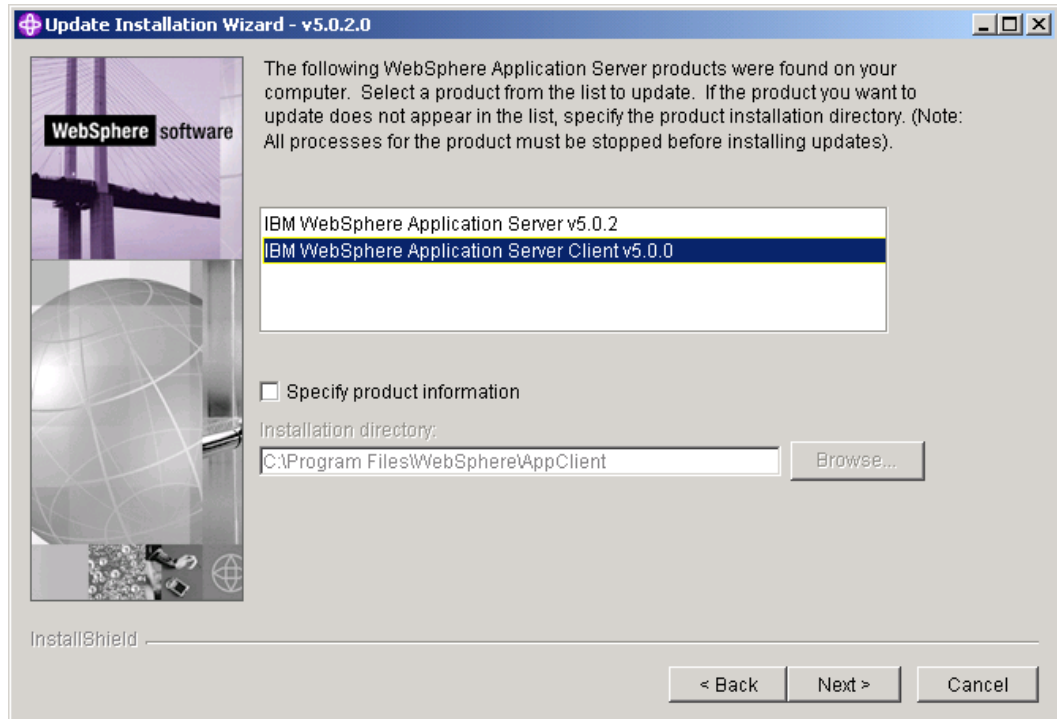 Update Installation Wizard - v5.0.2.0
The following WebSphere Application Server products were found on your
computer. Select a product from the list to update. If the product you want to
update does not appear in the list, specify the product installation directory. (Note:
All processes for the product must be stopped before installing updates).
WebSphere software
IBM WebSphere Application Server v5.0.2
IBM WebSphere Application Server Client v5.0.0
Specify product information
Installation directory:
C:\Program Files\WebSphere\AppClient
Browse...
InstallShield
< Back
Next >
Cancel